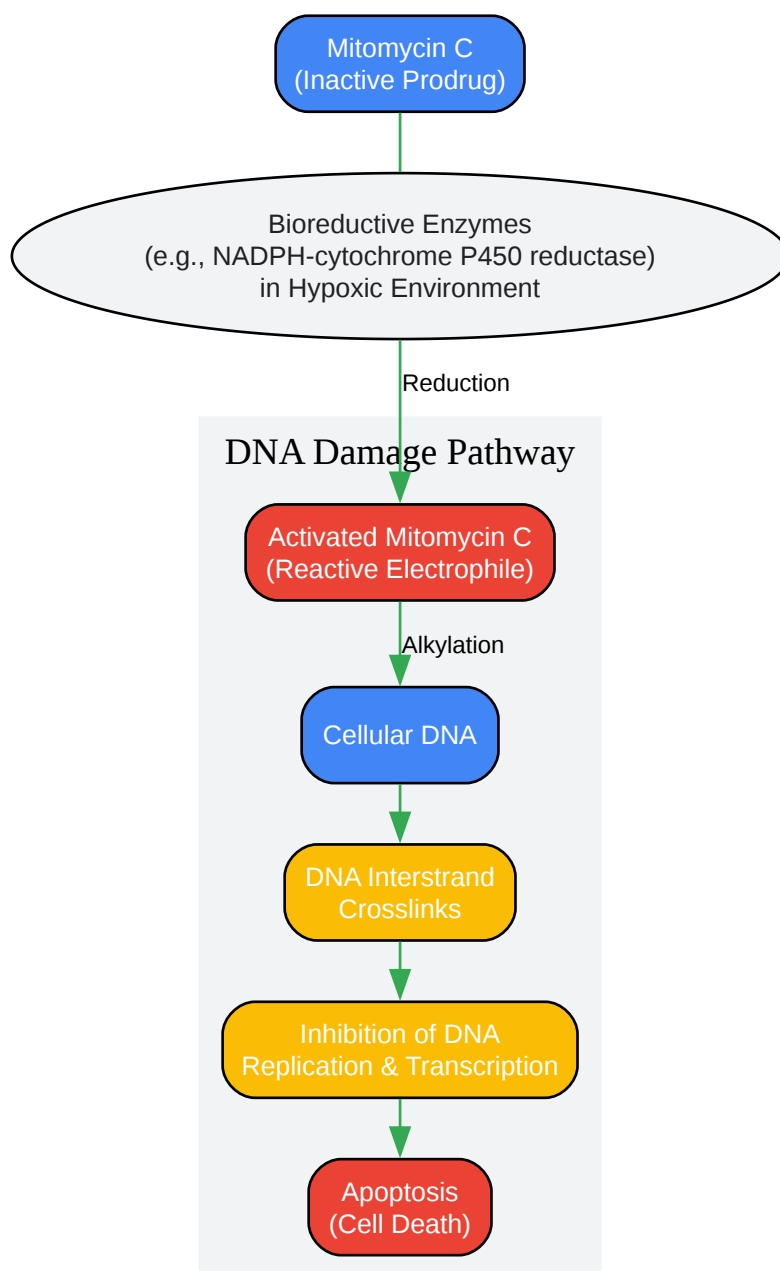 Mitomycin C
(Inactive Prodrug)
Bioreductive Enzymes
(e.g., NADPH-cytochrome P450 reductase)
in Hypoxic Environment
Reduction
DNA Damage Pathway
Activated Mitomycin C
(Reactive Electrophile)
Alkylation
Cellular DNA
DNA Interstrand
Crosslinks
Inhibition of DNA
Replication & Transcription
Apoptosis
(Cell Death)